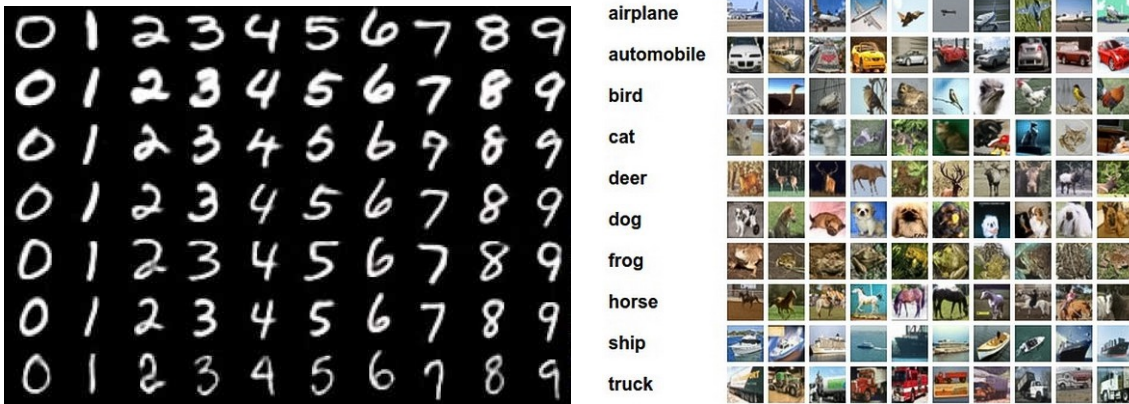 0 1 2 3 4 5 6 7 8 9
0 1 2 3 4 5 6 7 8 9
0 1 2 3 4 5 6 9 8 9
0 1 2 3 4 5 6 7 8 9
0 1 2 3 4 5 6 7 8 9
0 1 2 3 4 5 6 7 8 9
0 1 2 3 4 5 6 7 8 9
airplane
automobile
bird
cat
deer
dog
frog
horse
ship
truck